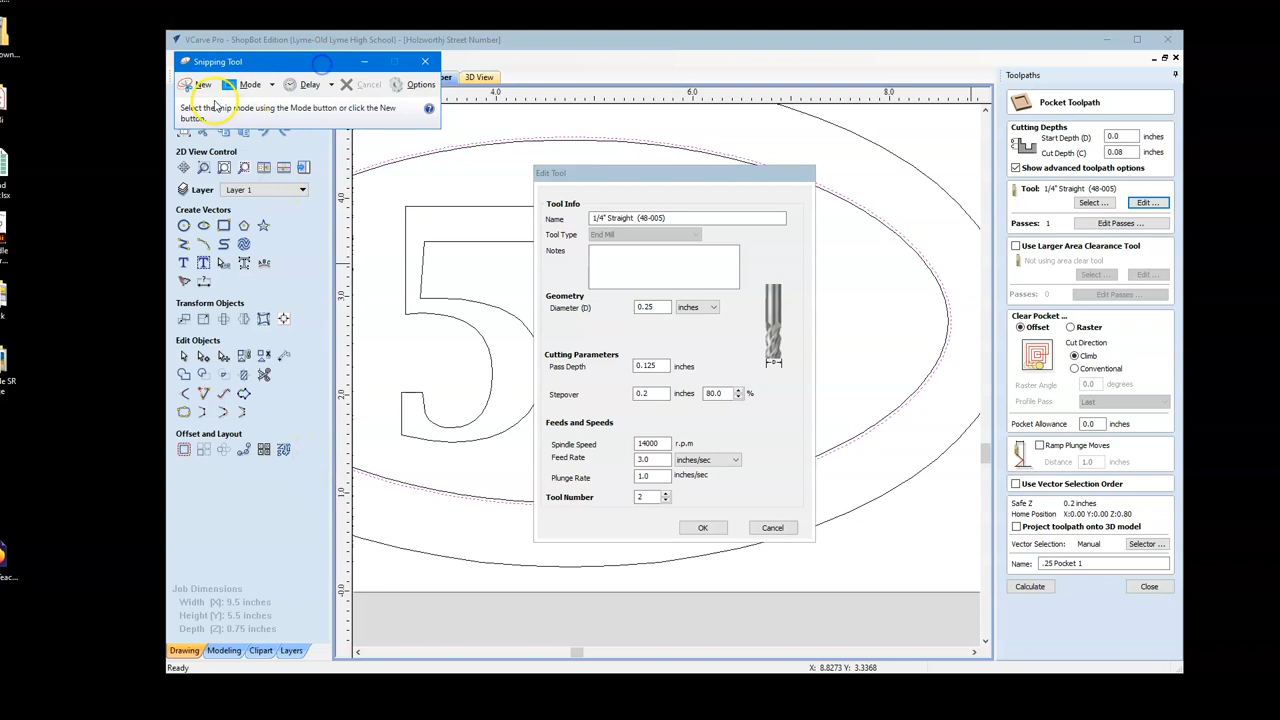 VCarve Pro - ShopBot Edition {Lyme-Old Lyme High School} - [Holzworthj Street Number]
Snipping Tool
New Mode Delay Cancel Options
Select the snip mode using the Mode button or click the New
button.
3D View
4.0 6.0 8.0
4.0
3.0
2.0
1.0
2D View Control
Layer Layer 1
Create Vectors
Transform Objects
Edit Objects
Offset and Layout
Job Dimensions
Width [X]: 9.5 inches
Height [Y]: 5.5 inches
Depth [Z]: 0.75 inches
Drawing Modeling Clipart Layers
Ready
X: 8.8273 Y: 3.3368
5
Edit Tool
Tool Info
Name 1/4" Straight (48-005)
Tool Type End Mill
Notes
Geometry
Diameter (D) 0.25 inches
Cutting Parameters
Pass Depth 0.125 inches
Stepover 0.2 inches 80.0 %
Feeds and Speeds
Spindle Speed 14000 r.p.m
Feed Rate 3.0 inches/sec
Plunge Rate 1.0 inches/sec
Tool Number 2
OK Cancel
Toolpaths
Pocket Toolpath
Cutting Depths
Start Depth (D) 0.0 inches
Cut Depth (C) 0.08 inches
Show advanced toolpath options
Tool: 1/4" Straight (48-005)
Select ... Edit ...
Passes: 1 Edit Passes ...
Use Larger Area Clearance Tool
Not using area clear tool
Select ... Edit ...
Passes: 0 Edit Passes ...
Clear Pocket ...
Offset Raster
Cut Direction
Climb
Conventional
Raster Angle 0.0 degrees
Profile Pass Last
Pocket Allowance 0.0 inches
Ramp Plunge Moves
Distance 1.0 inches
Use Vector Selection Order
Safe Z 0.2 inches
Home Position X:0.00 Y:0.00 Z:0.80
Project toolpath onto 3D model
Vector Selection: Manual Selector ...
Name: .25 Pocket 1
Calculate Close